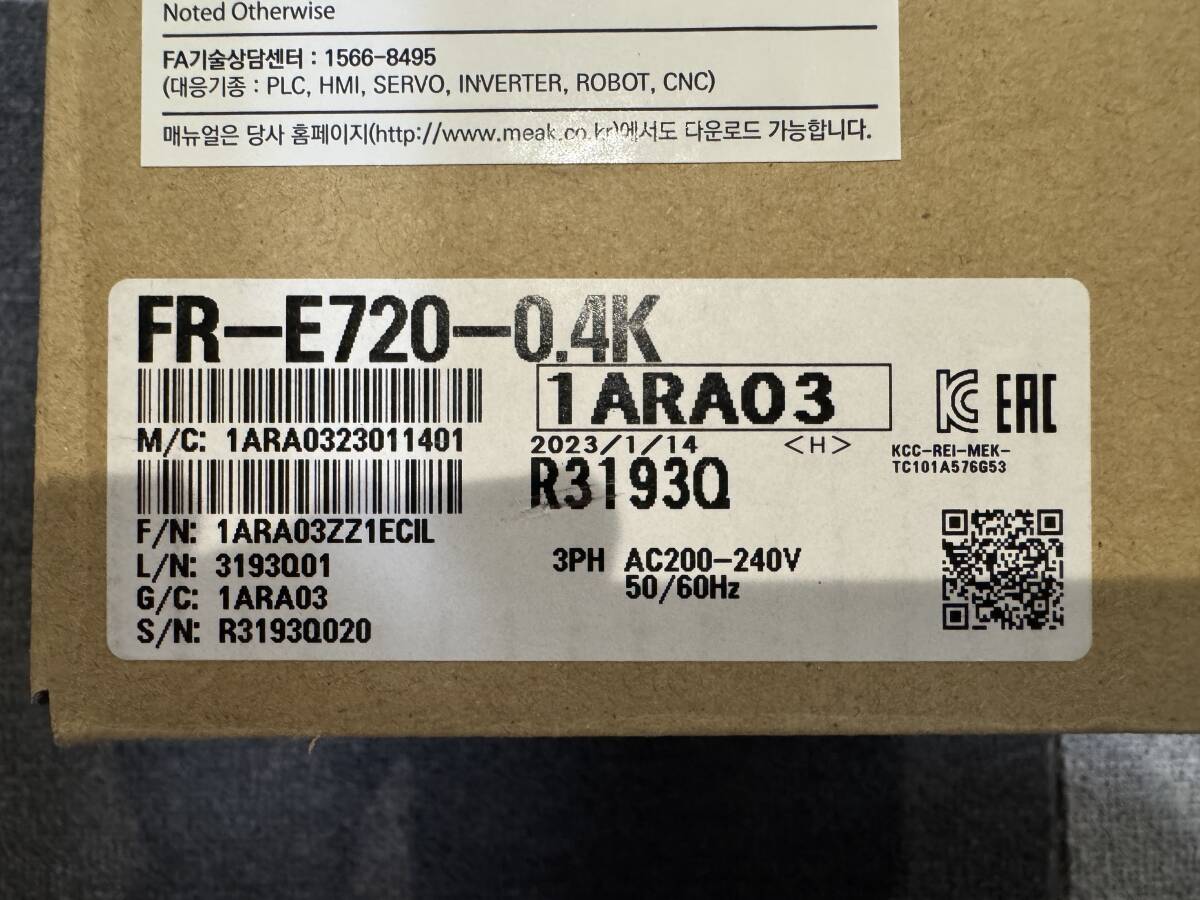 Noted Otherwise
FA기술상담센터 : 1566-8495
(대응기종 : PLC, HMI, SERVO, INVERTER, ROBOT, CNC)
매뉴얼은 당사 홈페이지(http://www.meak.co.kr)에서도 다운로드 가능합니다.
FR-E720-0.4K
1ARA03
M/C: 1ARA0323011401
2023/1/14 <H>
R3193Q
KCC-REI-MEK-
TC101A576G53
EAC
F/N: 1ARA03ZZ1ECIL
L/N: 3193Q01
G/C: 1ARA03
S/N: R3193Q020
3PH AC200-240V
50/60Hz